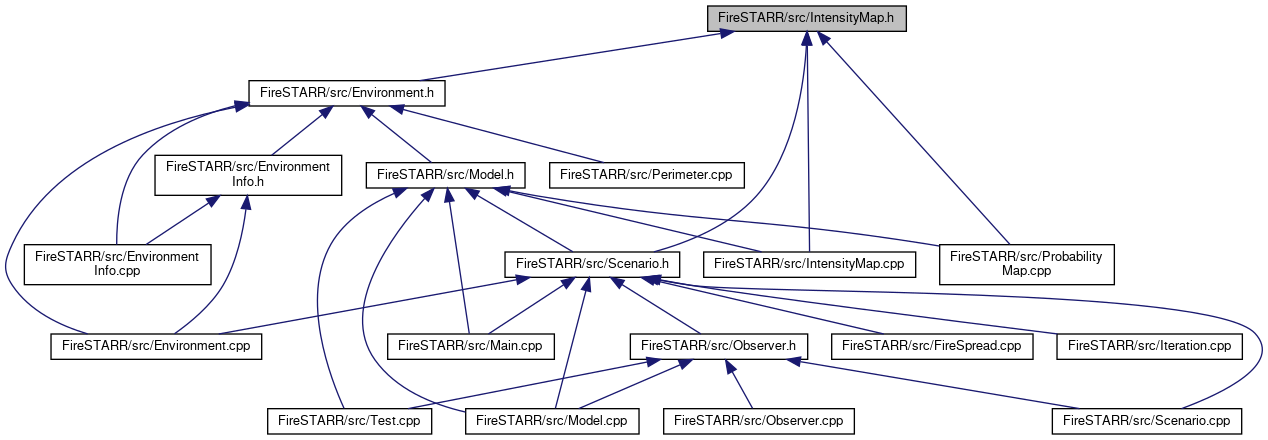 FireSTARR/src/IntensityMap.h
FireSTARR/src/Environment.h
FireSTARR/src/Environment
Info.h
FireSTARR/src/Model.h
FireSTARR/src/Perimeter.cpp
FireSTARR/src/Environment
Info.cpp
FireSTARR/src/Scenario.h
FireSTARR/src/IntensityMap.cpp
FireSTARR/src/Probability
Map.cpp
FireSTARR/src/Environment.cpp
FireSTARR/src/Main.cpp
FireSTARR/src/Observer.h
FireSTARR/src/FireSpread.cpp
FireSTARR/src/Iteration.cpp
FireSTARR/src/Test.cpp
FireSTARR/src/Model.cpp
FireSTARR/src/Observer.cpp
FireSTARR/src/Scenario.cpp